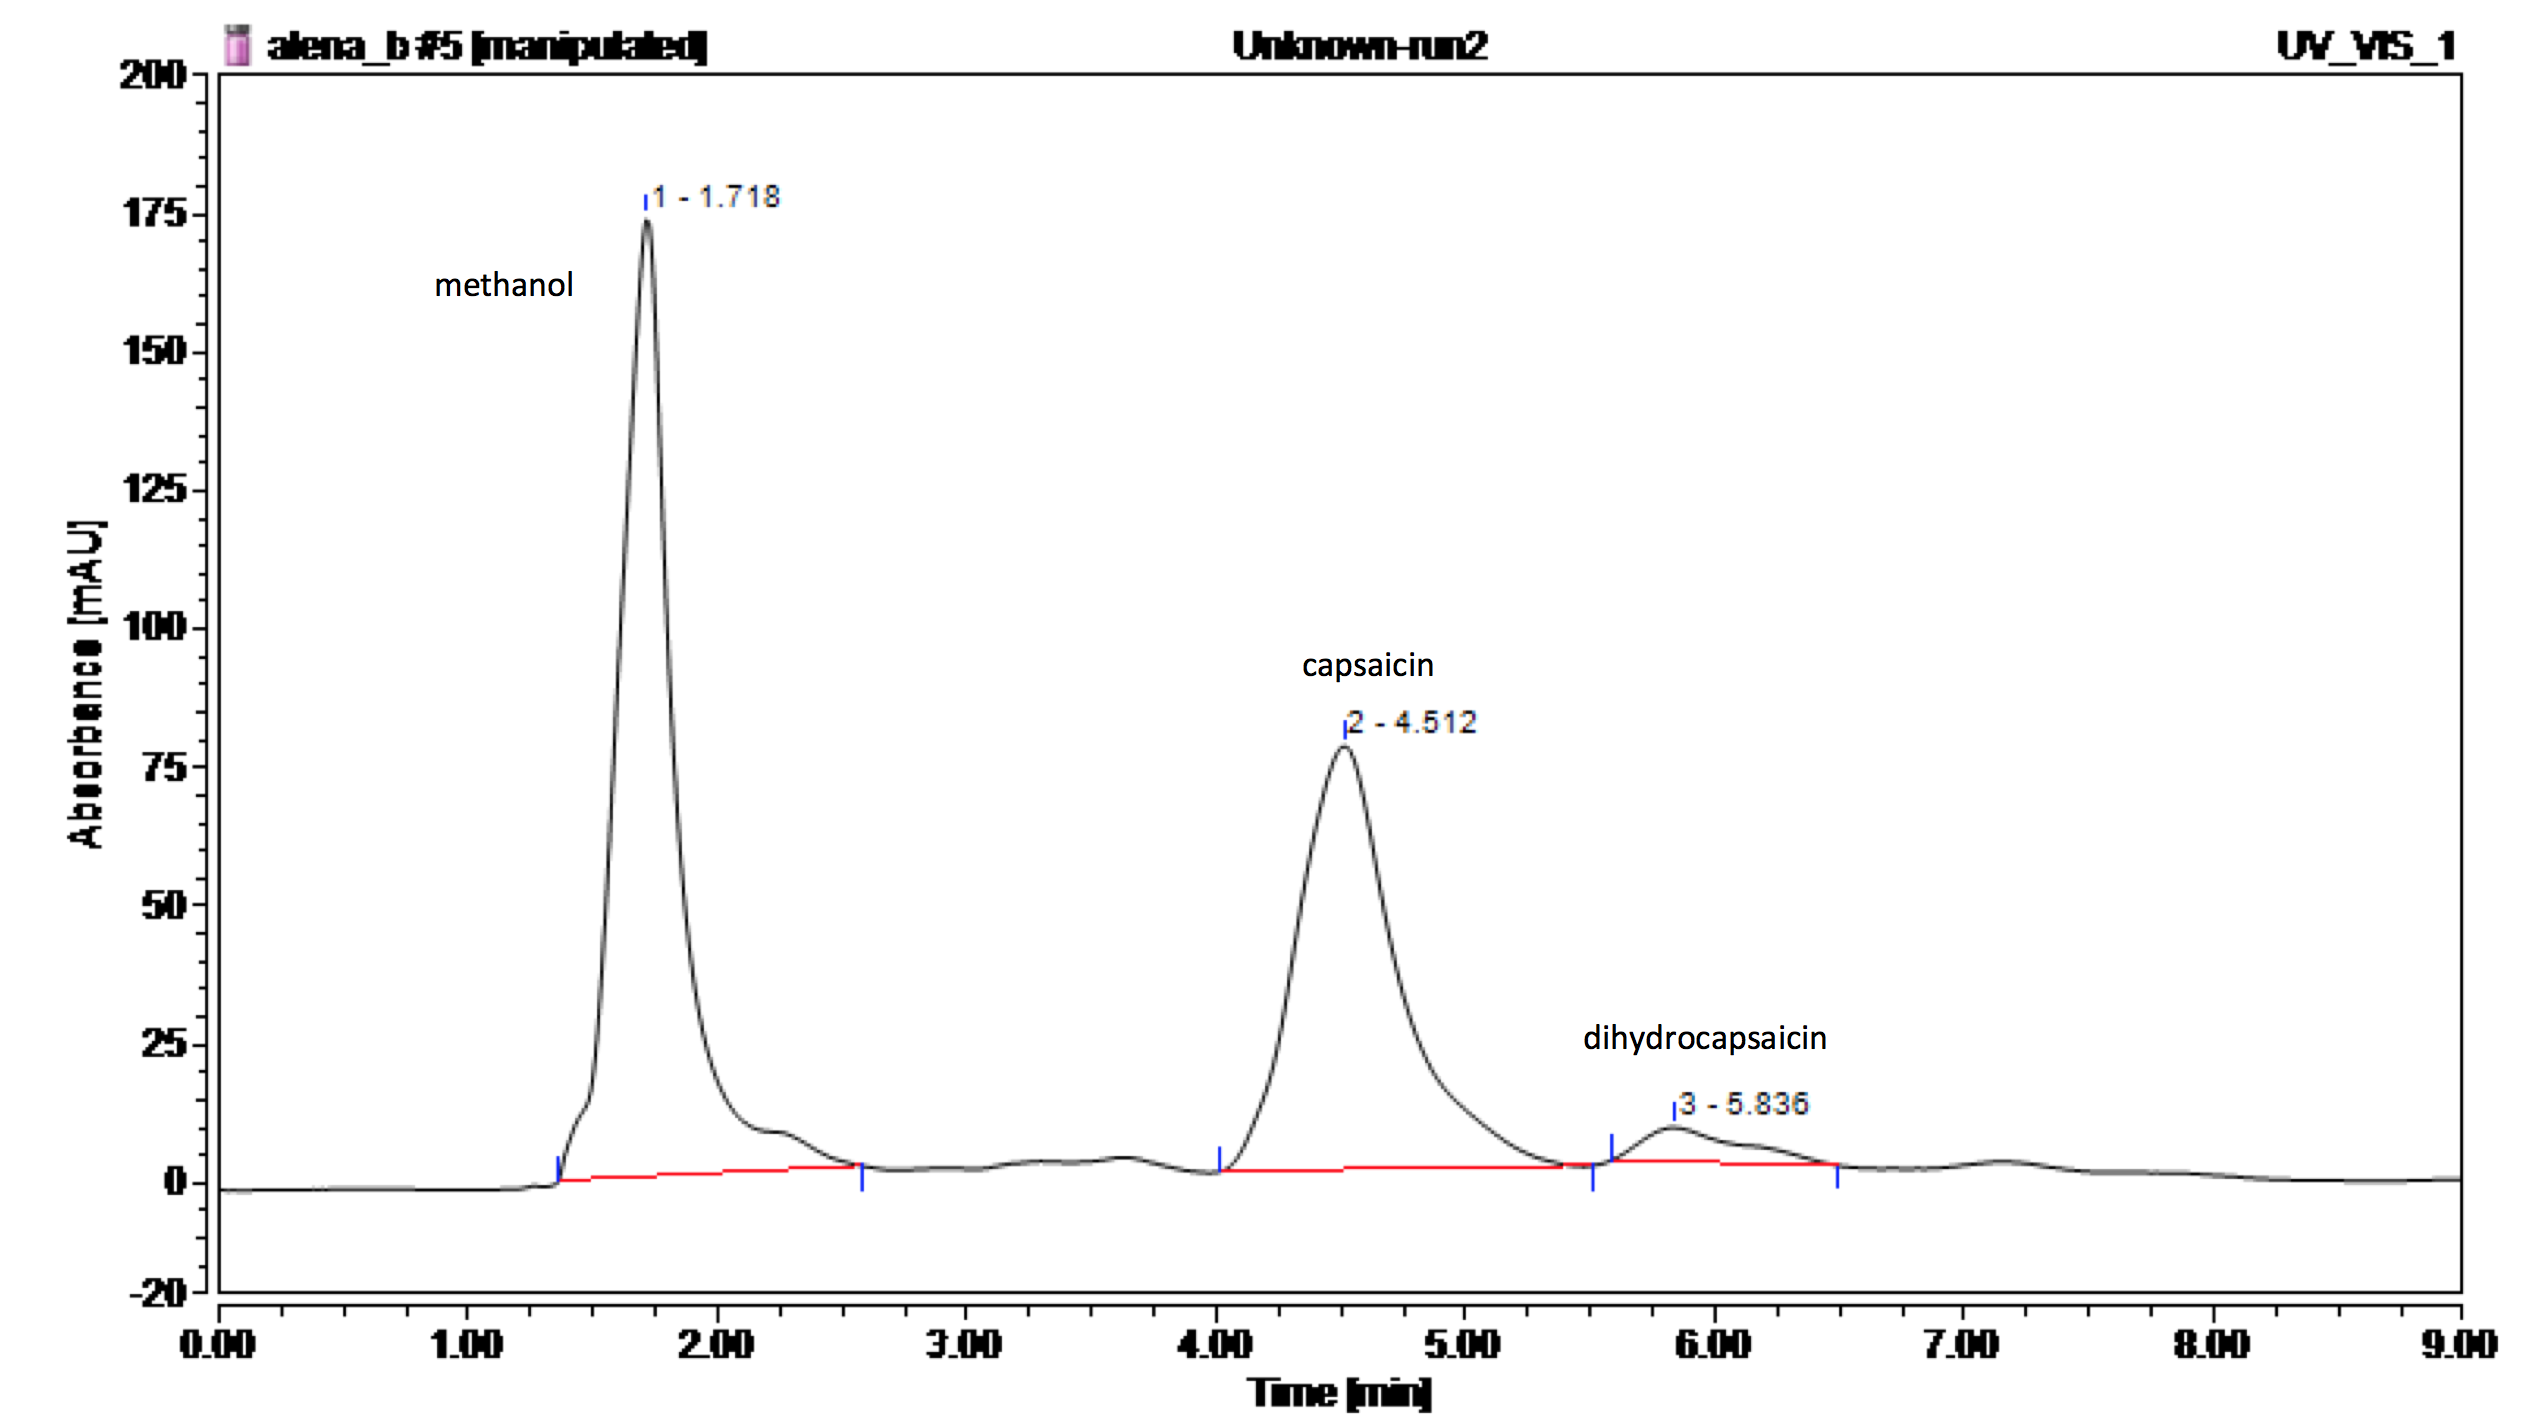 alena_b #5 [manipulated] Unknown-run2 UV_VIS_1
200
1 - 1.718
175
methanol
150
125
100
Absorbence [mAU]
capsaicin
2 - 4.512
75
50
25
dihydrocapsaicin
3 - 5.836
0
-20
0.00 1.00 2.00 3.00 4.00 5.00 6.00 7.00 8.00 9.00
Time [min]